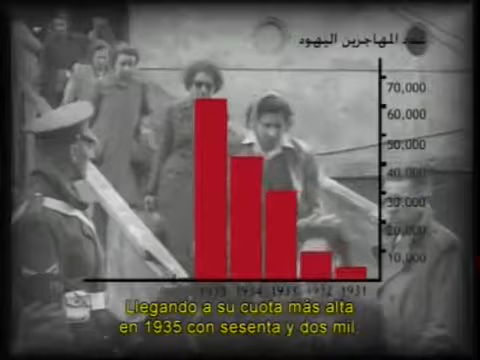 عدد المهاجرين اليهود
70,000
60,000
50,000
40,000
30,000
20,000
10,000
1935 1934 1933 1932 1931
Llegando a su cuota más alta
en 1935 con sesenta y dos mil.